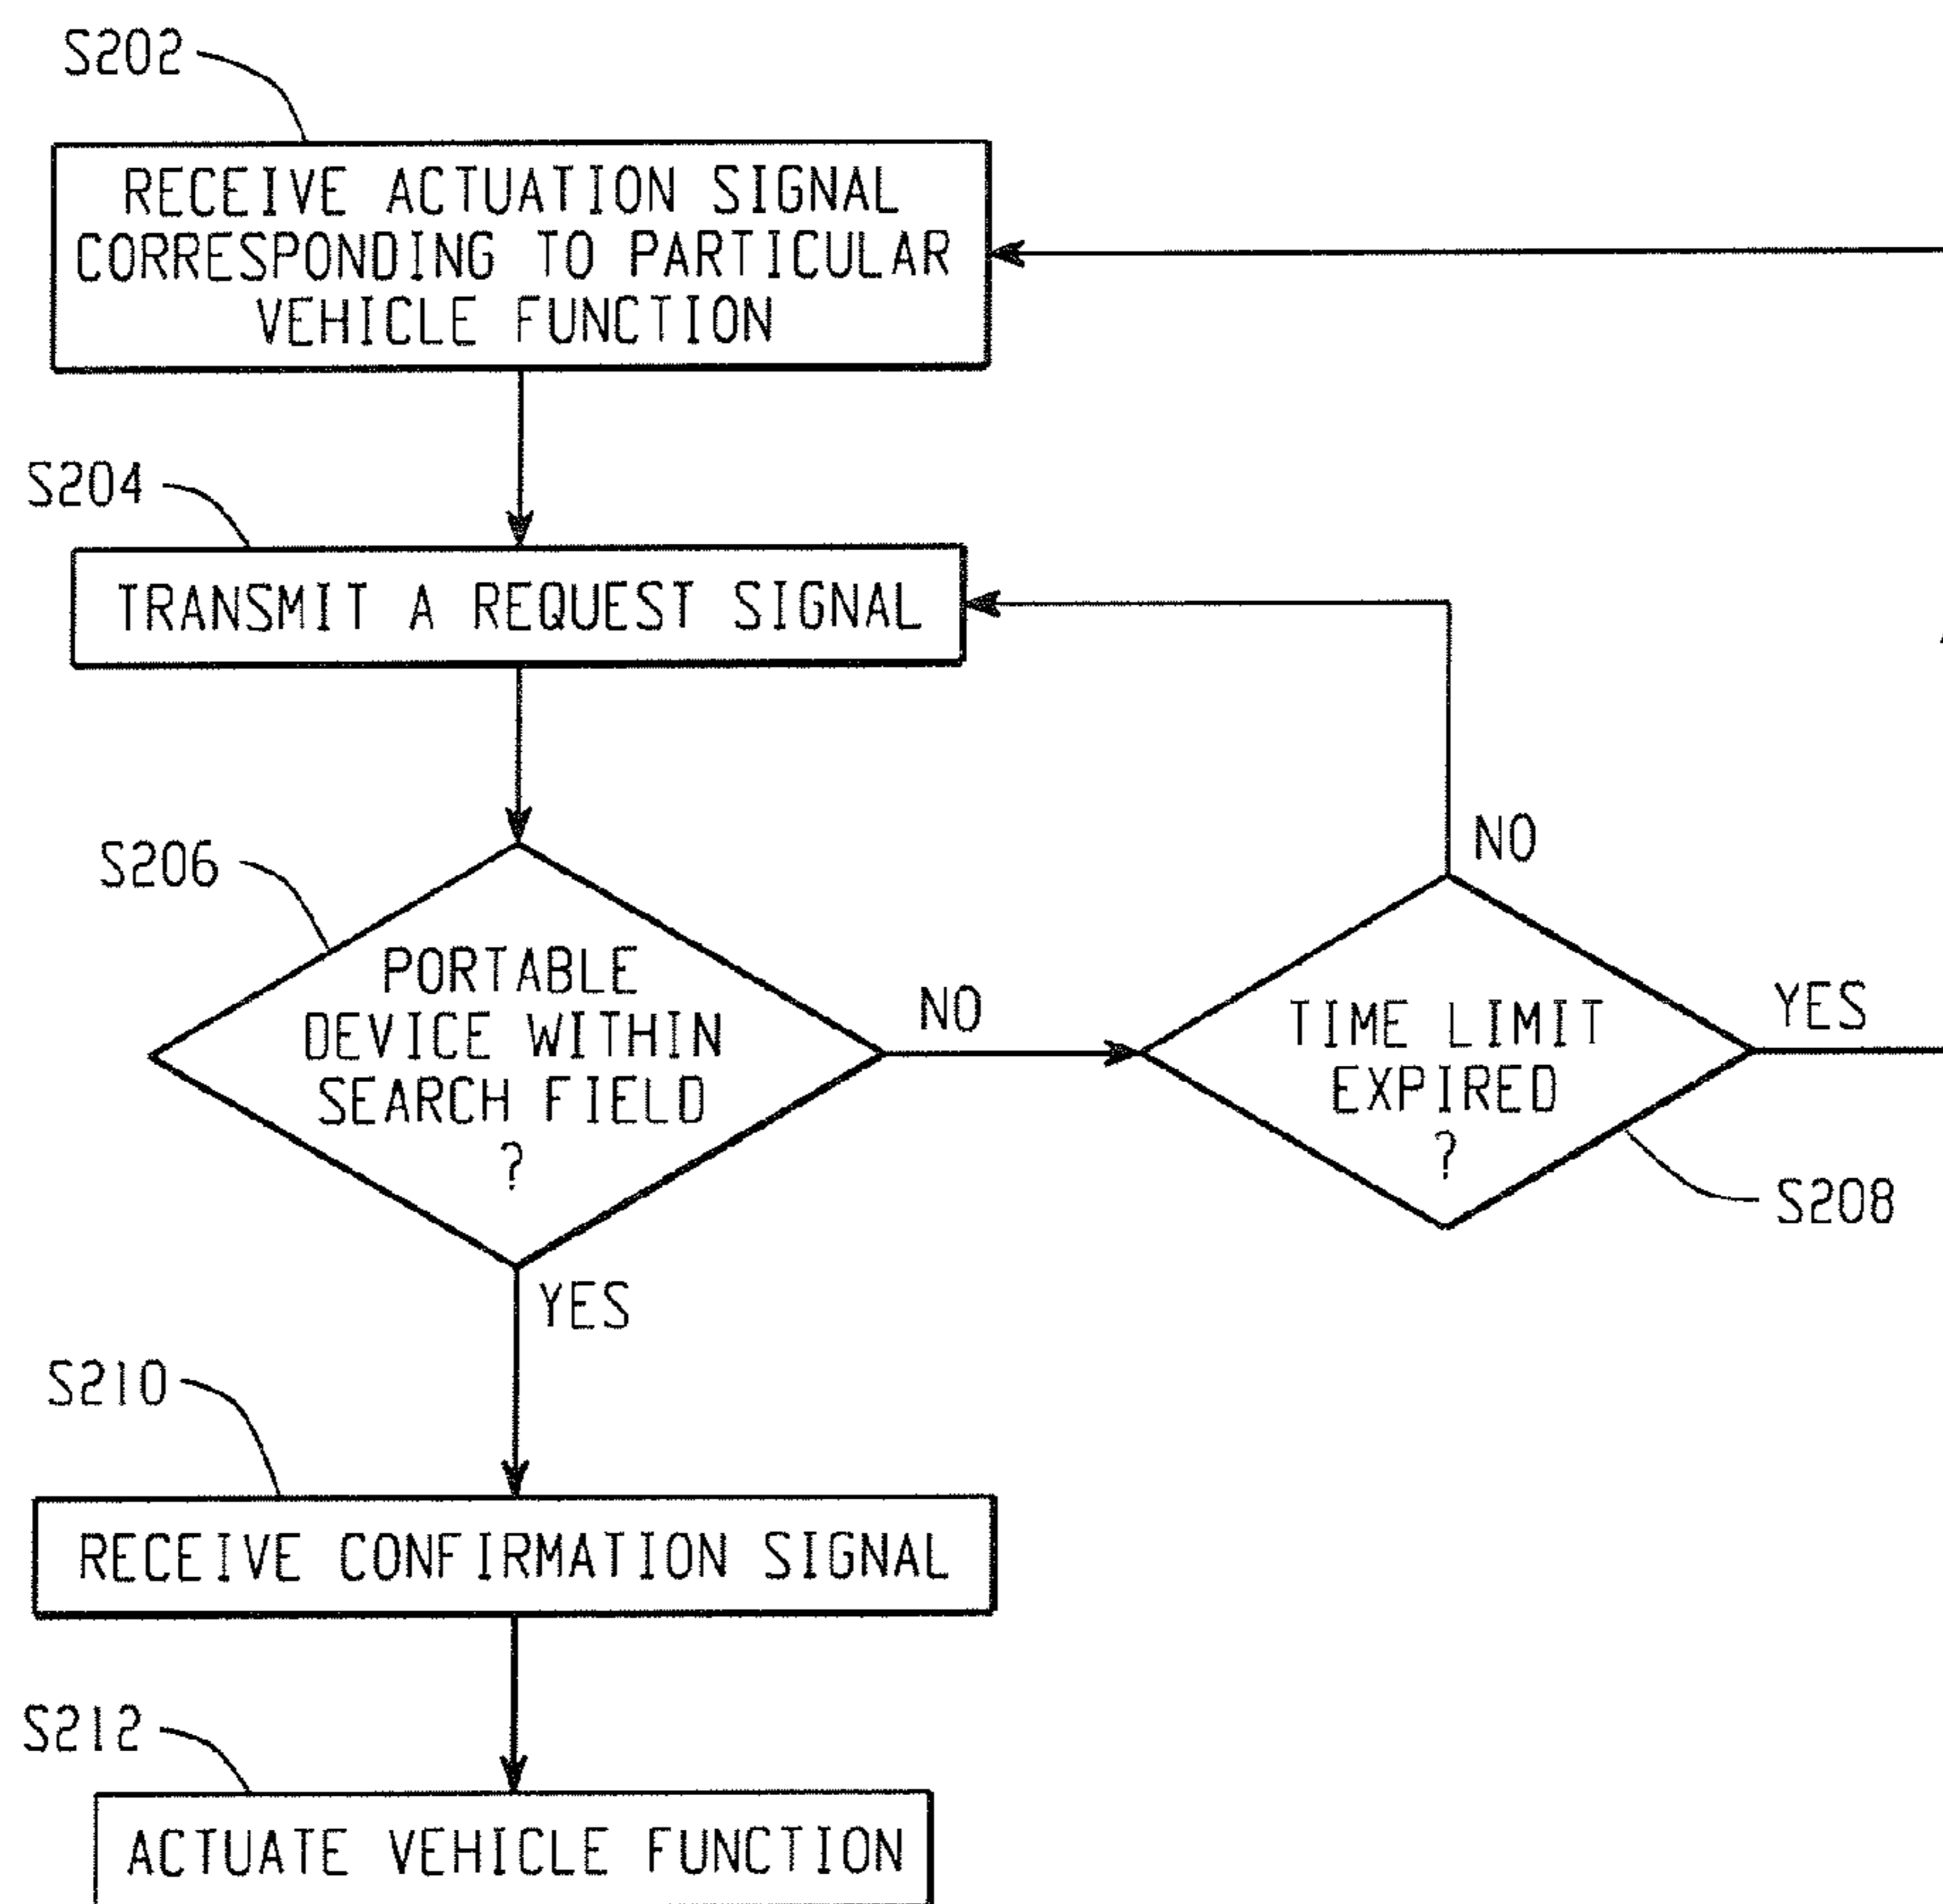 S202
RECEIVE ACTUATION SIGNAL
CORRESPONDING TO PARTICULAR
VEHICLE FUNCTION
S204
TRANSMIT A REQUEST SIGNAL
S206
PORTABLE
DEVICE WITHIN
SEARCH FIELD
?
NO
YES
NO
TIME LIMIT
EXPIRED
?
YES
S208
S210
RECEIVE CONFIRMATION SIGNAL
S212
ACTUATE VEHICLE FUNCTION